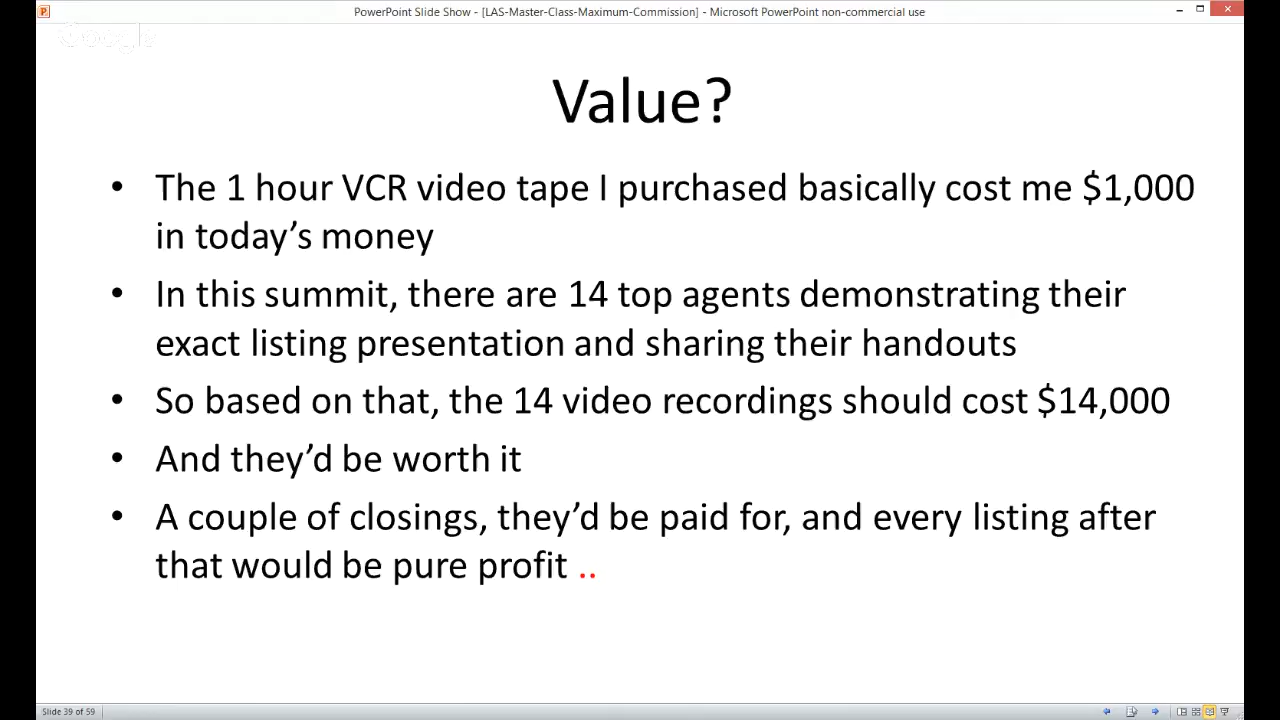 PowerPoint Slide Show - [LAS-Master-Class-Maximum-Commission] - Microsoft PowerPoint non-commercial use
Google
Value?
• The 1 hour VCR video tape I purchased basically cost me $1,000
in today’s money
• In this summit, there are 14 top agents demonstrating their
exact listing presentation and sharing their handouts
• So based on that, the 14 video recordings should cost $14,000
• And they’d be worth it
• A couple of closings, they’d be paid for, and every listing after
that would be pure profit ..
Slide 39 of 59